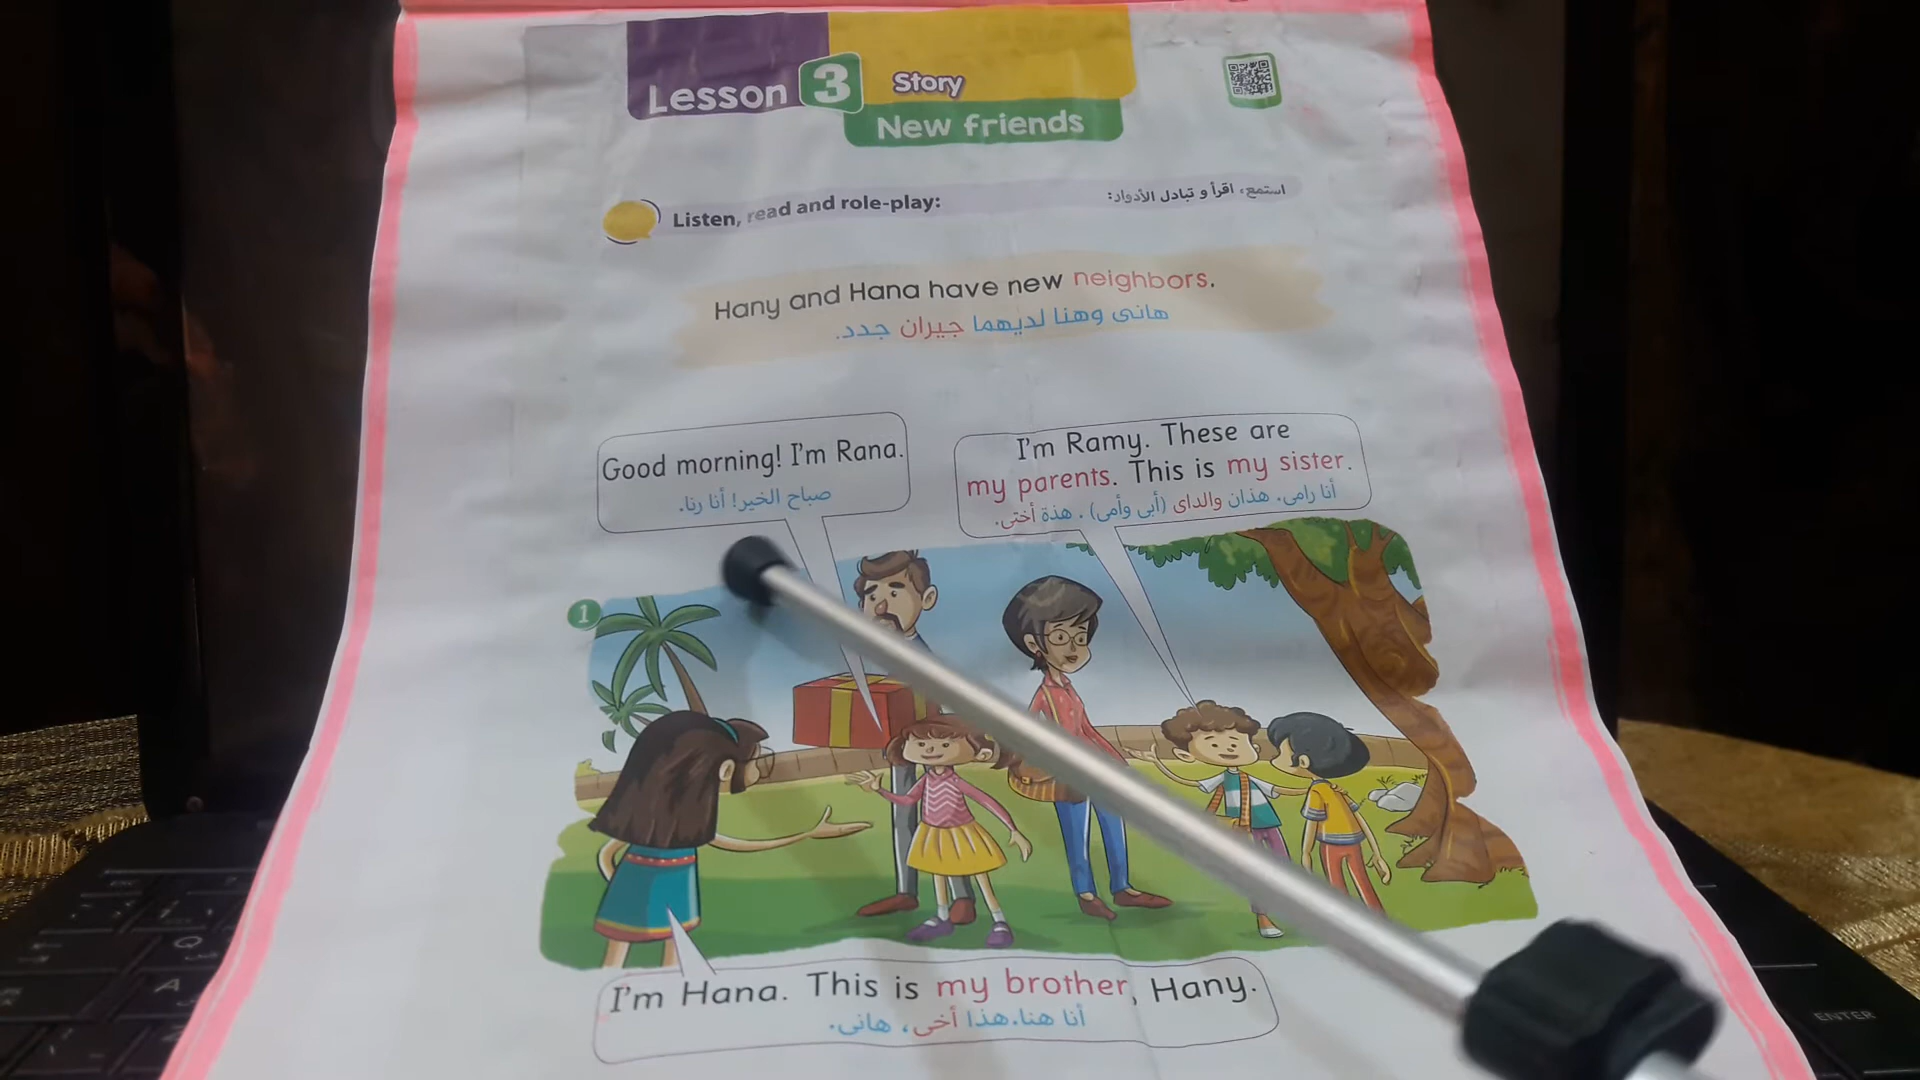 Lesson 3 Story
New friends
Listen, read and role-play:
استمع، اقرأ و تبادل الأدوار:
Hany and Hana have new neighbors.
هانى وهنا لديهما جيران جدد.
Good morning! I'm Rana.
صباح الخير! أنا رنا.
I'm Ramy. These are
my parents. This is my sister.
أنا رامى. هذان والداى (أبى وأمى). هذة أختى.
1
I'm Hana. This is my brother, Hany.
أنا هنا.هذا أخى، هانى.
Q
A
ENTER